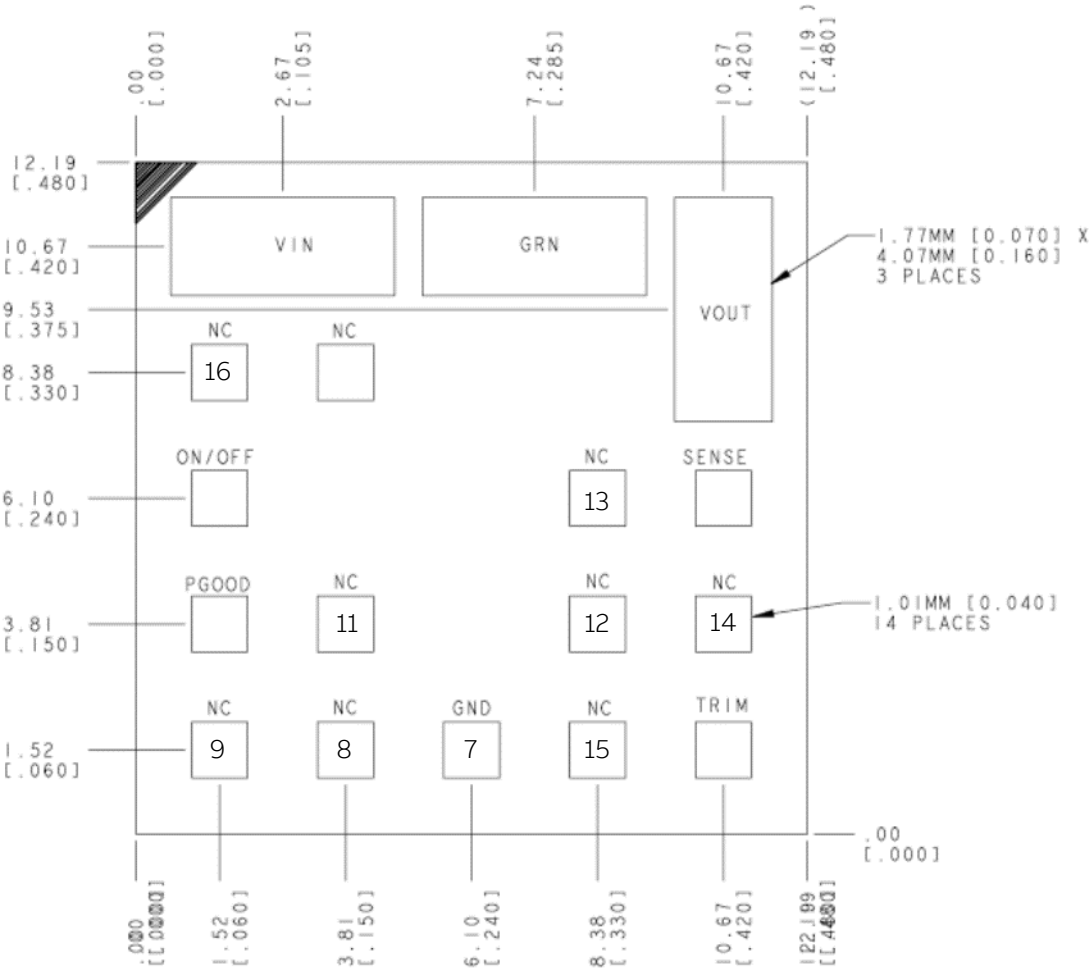 .00
[.000]
2.67
[.105]
7.24
[.285]
10.67
[.420]
(12.19)
[.480]
12.19
[.480]
VIN
GRN
10.67
[.420]
1.77MM [0.070] X
4.07MM [0.160]
3 PLACES
9.53
[.375]
VOUT
NC
NC
8.38
[.330]
16
ON/OFF
NC
SENSE
6.10
[.240]
13
PGOOD
NC
NC
NC
3.81
[.150]
11
12
14
1.01MM [0.040]
14 PLACES
NC
NC
GND
NC
TRIM
1.52
[.060]
9
8
7
15
.00
[.000]
1.52
[.060]
3.81
[.150]
6.10
[.240]
8.38
[.330]
10.67
[.420]